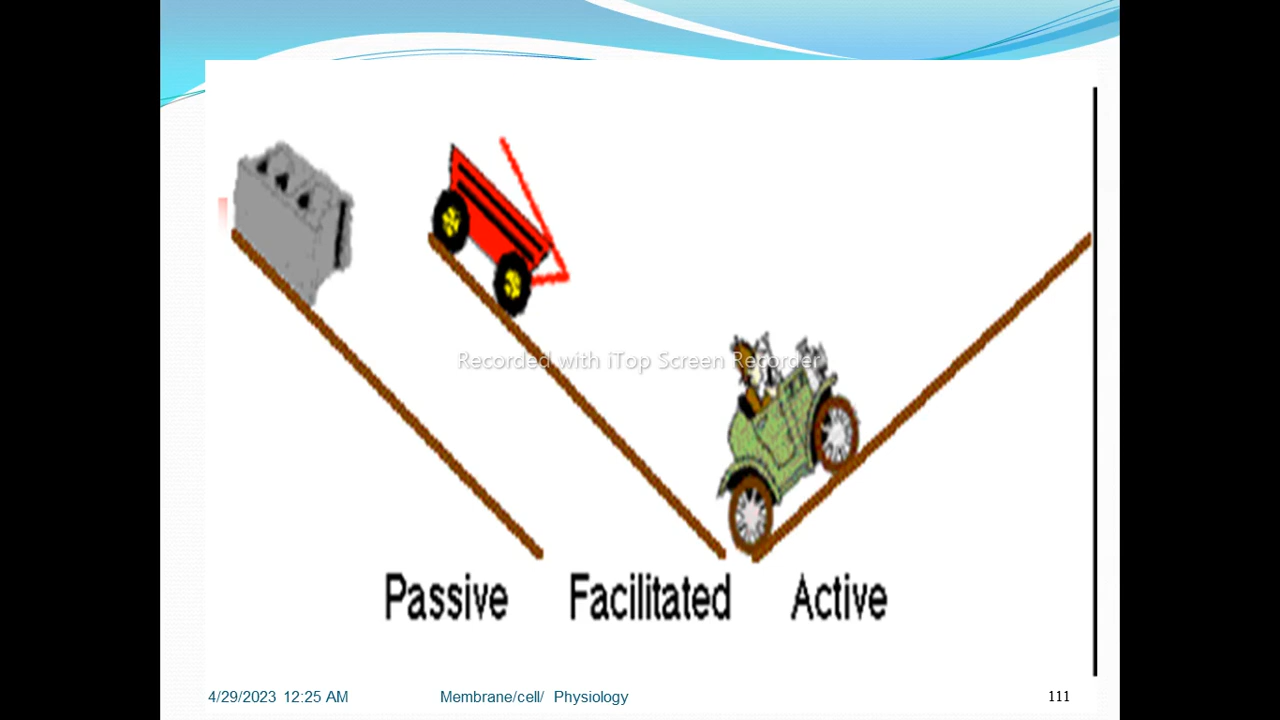 Recorded with iTop Screen Recorder
Passive Facilitated Active
4/29/2023 12:25 AM Membrane/cell/ Physiology 111